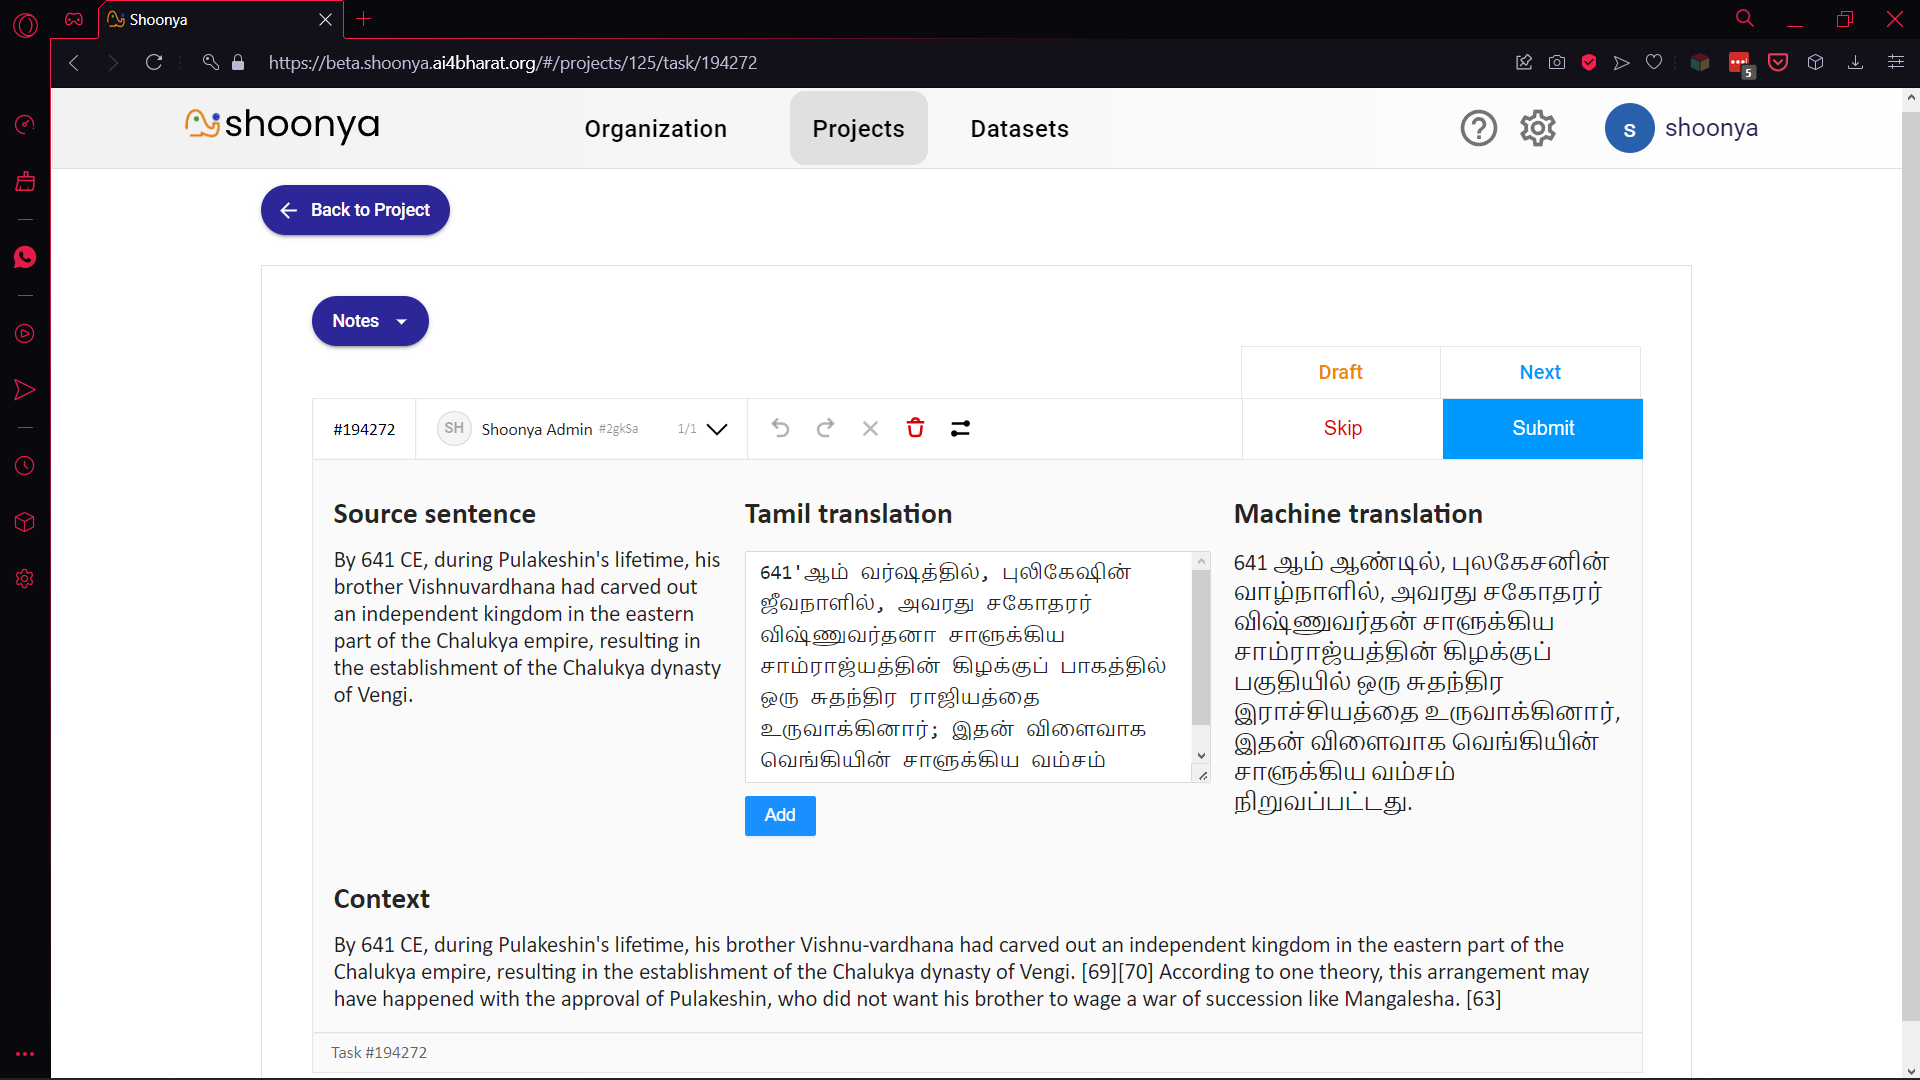 Shoonya
https://beta.shoonya.ai4bharat.org/#/projects/125/task/194272
5
shoonya
Organization
Projects
Datasets
s
shoonya
Back to Project
Notes
Draft
Next
#194272
SH
Shoonya Admin #2gkSa
1/1
Skip
Submit
Source sentence
By 641 CE, during Pulakeshin's lifetime, his
brother Vishnuvardhana had carved out
an independent kingdom in the eastern
part of the Chalukya empire, resulting in
the establishment of the Chalukya dynasty
of Vengi.
Tamil translation
641'ஆம் வர்ஷத்தில், புலிகேஷின்
ஜீவநாளில், அவரது சகோதரர்
விஷ்ணுவர்தனா சாளுக்கிய
சாம்ராஜ்யத்தின் கிழக்குப் பாகத்தில்
ஒரு சுதந்திர ராஜியத்தை
உருவாக்கினார்; இதன் விளைவாக
வெங்கியின் சாளுக்கிய வம்சம்
Add
Machine translation
641 ஆம் ஆண்டில், புலகேசனின்
வாழ்நாளில், அவரது சகோதரர்
விஷ்ணுவர்தன் சாளுக்கிய
சாம்ராஜ்யத்தின் கிழக்குப்
பகுதியில் ஒரு சுதந்திர
இராச்சியத்தை உருவாக்கினார்,
இதன் விளைவாக வெங்கியின்
சாளுக்கிய வம்சம்
நிறுவப்பட்டது.
Context
By 641 CE, during Pulakeshin's lifetime, his brother Vishnu-vardhana had carved out an independent kingdom in the eastern part of the
Chalukya empire, resulting in the establishment of the Chalukya dynasty of Vengi. [69][70] According to one theory, this arrangement may
have happened with the approval of Pulakeshin, who did not want his brother to wage a war of succession like Mangalesha. [63]
Task #194272